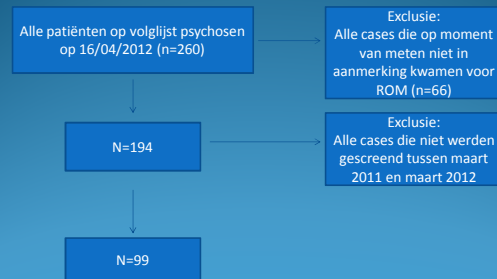 Alle patiënten op volglijst psychosen
op 16/04/2012 (n=260)
Exclusie:
Alle cases die op moment
van meten niet in
aanmerking kwamen voor
ROM (n=66)
N=194
Exclusie:
Alle cases die niet werden
gescreend tussen maart
2011 en maart 2012
N=99